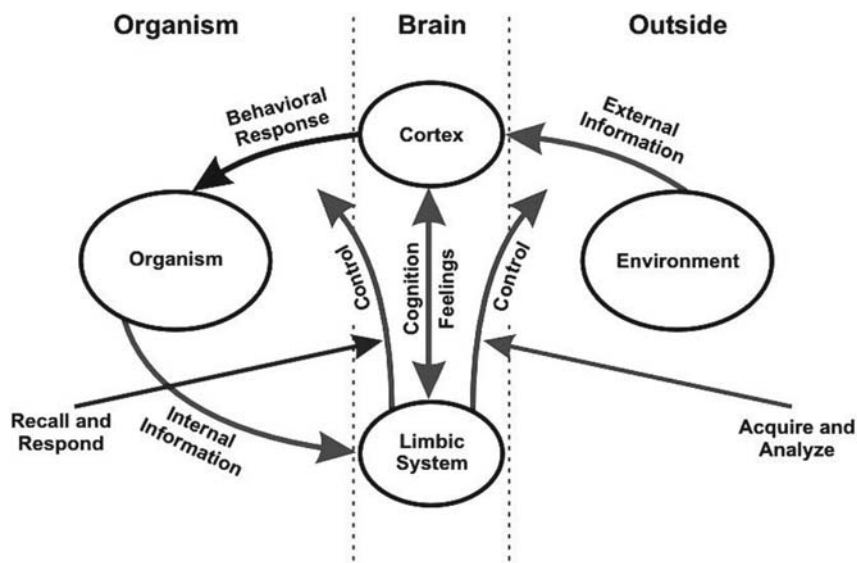 Organism
Brain
Outside
Behavioral
Response
Cortex
External
Information
Organism
Control
Cognition
Feelings
Control
Environment
Recall and
Respond
Internal
Information
Limbic
System
Acquire and
Analyze